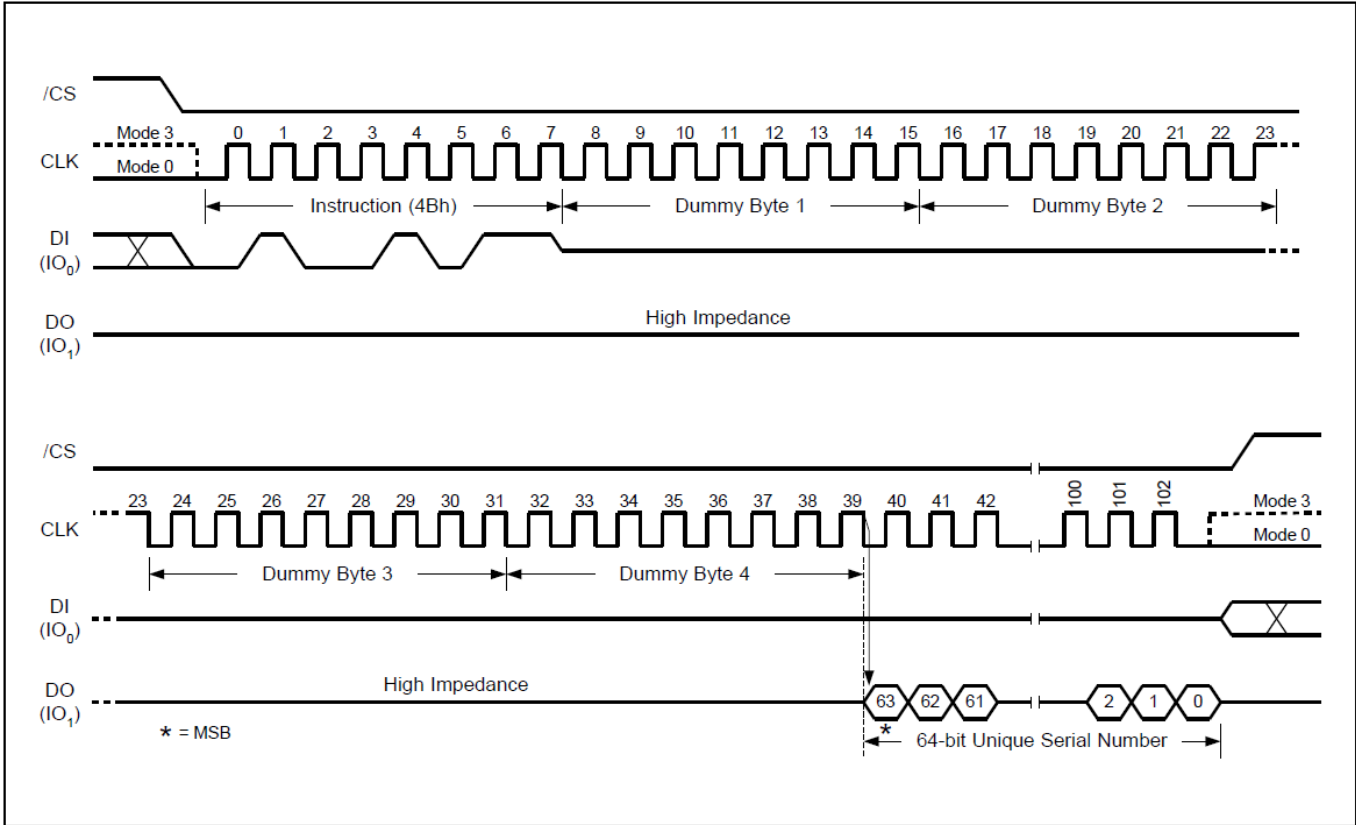 /CS
Mode 3 0 1 2 3 4 5 6 7 8 9 10 11 12 13 14 15 16 17 18 19 20 21 22 23
CLK Mode 0
Instruction (4Bh) Dummy Byte 1 Dummy Byte 2
DI
(IO0)
High Impedance
DO
(IO1)
/CS
23 24 25 26 27 28 29 30 31 32 33 34 35 36 37 38 39 40 41 42 100 101 102 Mode 3
CLK Mode 0
Dummy Byte 3 Dummy Byte 4
DI
(IO0)
High Impedance
DO
(IO1)
63 62 61 2 1 0
* = MSB * 64-bit Unique Serial Number